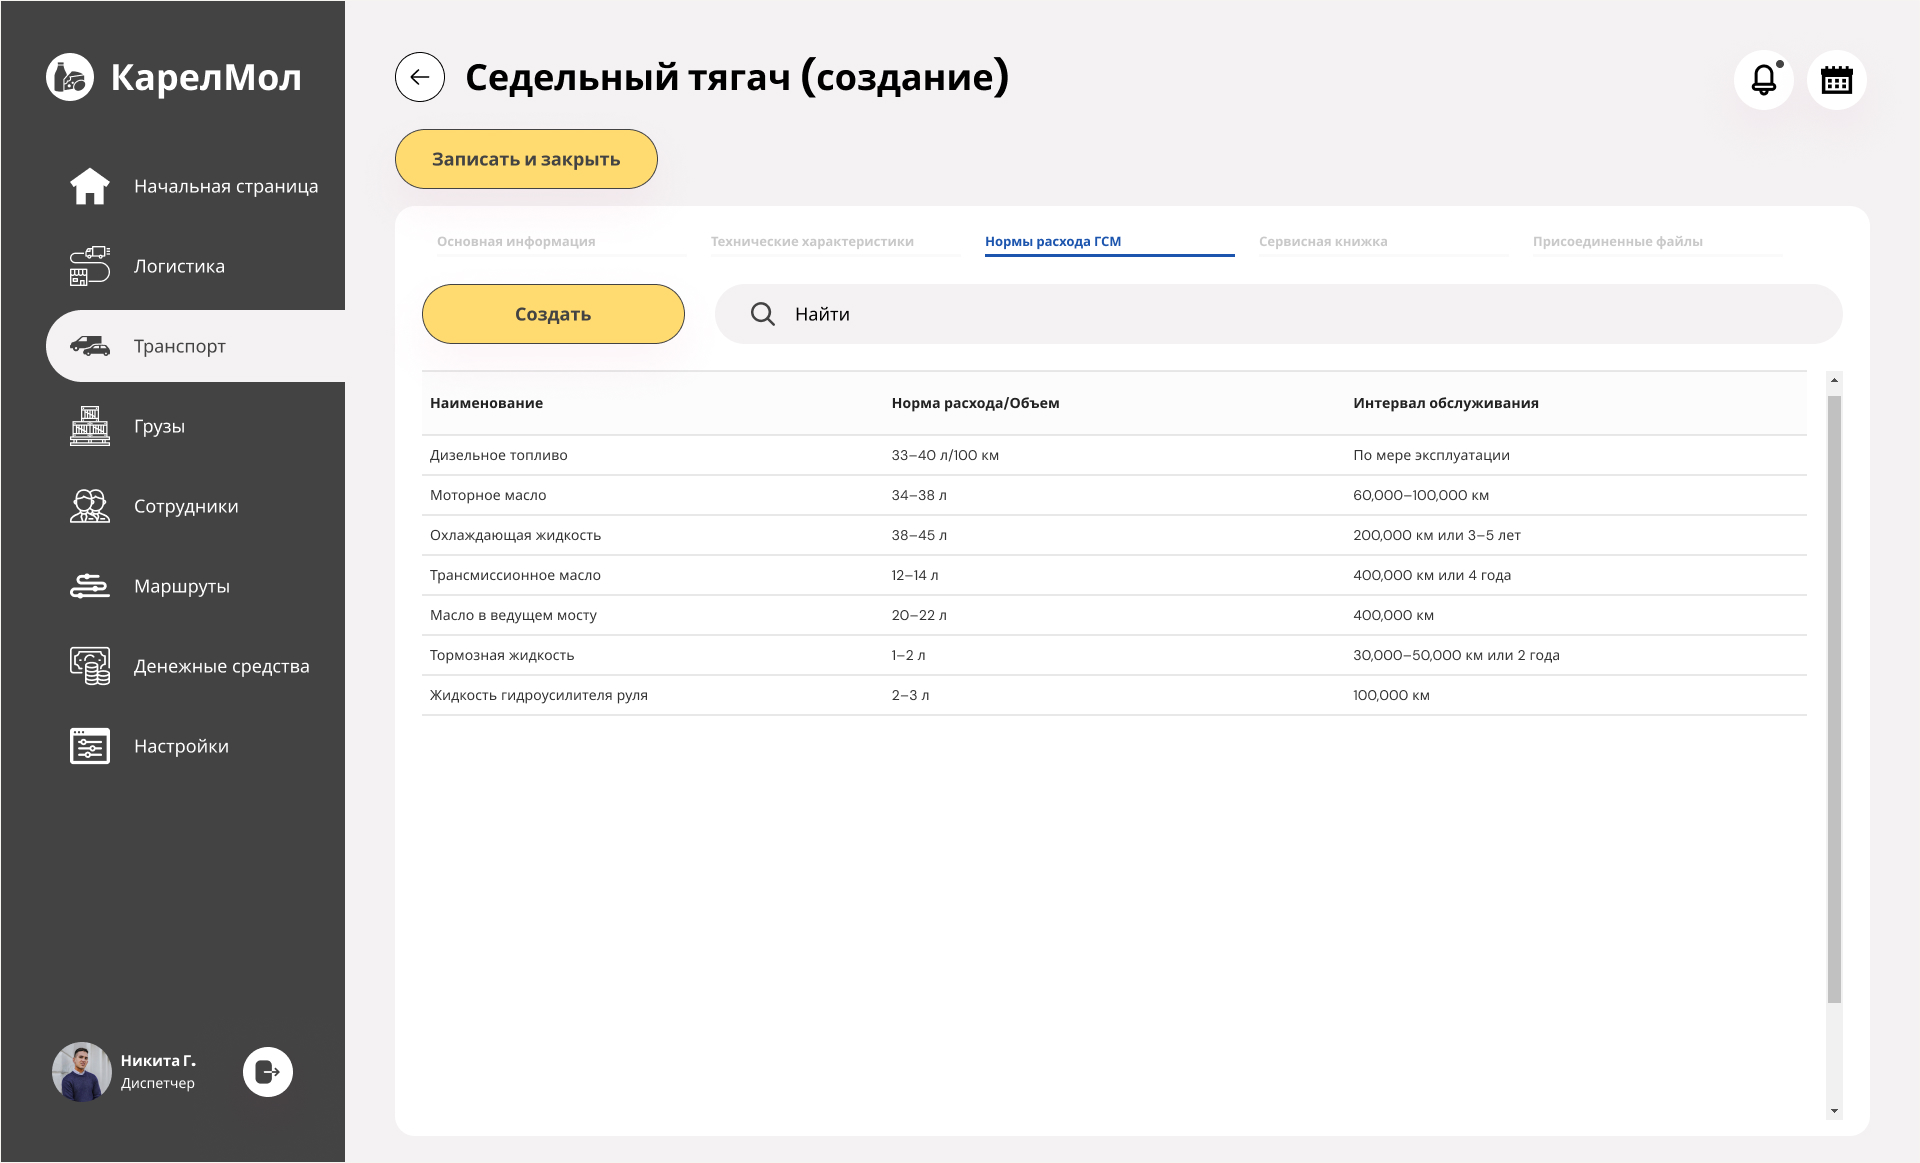 КарелМол
Начальная страница
Логистика
Транспорт
Грузы
Сотрудники
Маршруты
Денежные средства
Настройки
Никита Г.
Диспетчер
Седельный тягач (создание)
Записать и закрыть
Основная информация
Технические характеристики
Нормы расхода ГСМ
Сервисная книжка
Присоединенные файлы
Создать
Найти
Наименование Норма расхода/Объем Интервал обслуживания
Дизельное топливо 33–40 л/100 км По мере эксплуатации
Моторное масло 34–38 л 60,000–100,000 км
Охлаждающая жидкость 38–45 л 200,000 км или 3–5 лет
Трансмиссионное масло 12–14 л 400,000 км или 4 года
Масло в ведущем мосту 20–22 л 400,000 км
Тормозная жидкость 1–2 л 30,000–50,000 км или 2 года
Жидкость гидроусилителя руля 2–3 л 100,000 км